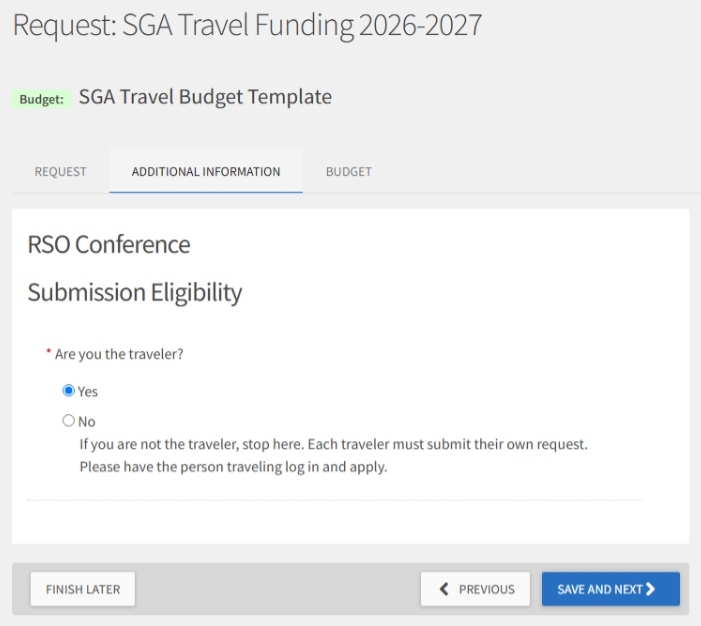 Request: SGA Travel Funding 2026-2027
Budget: SGA Travel Budget Template
REQUEST ADDITIONAL INFORMATION BUDGET
RSO Conference
Submission Eligibility
* Are you the traveler?
Yes
No
If you are not the traveler, stop here. Each traveler must submit their own request.
Please have the person traveling log in and apply.
FINISH LATER PREVIOUS SAVE AND NEXT